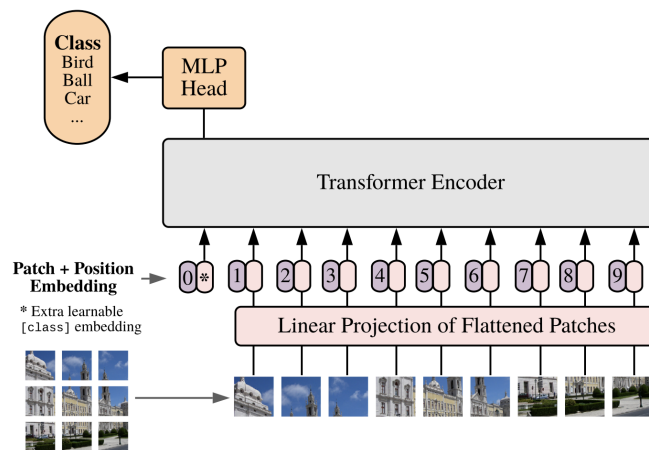 Class
Bird
Ball
Car
...
MLP
Head
Transformer Encoder
Patch + Position
Embedding
0 * 1 2 3 4 5 6 7 8 9
* Extra learnable
[class] embedding
Linear Projection of Flattened Patches